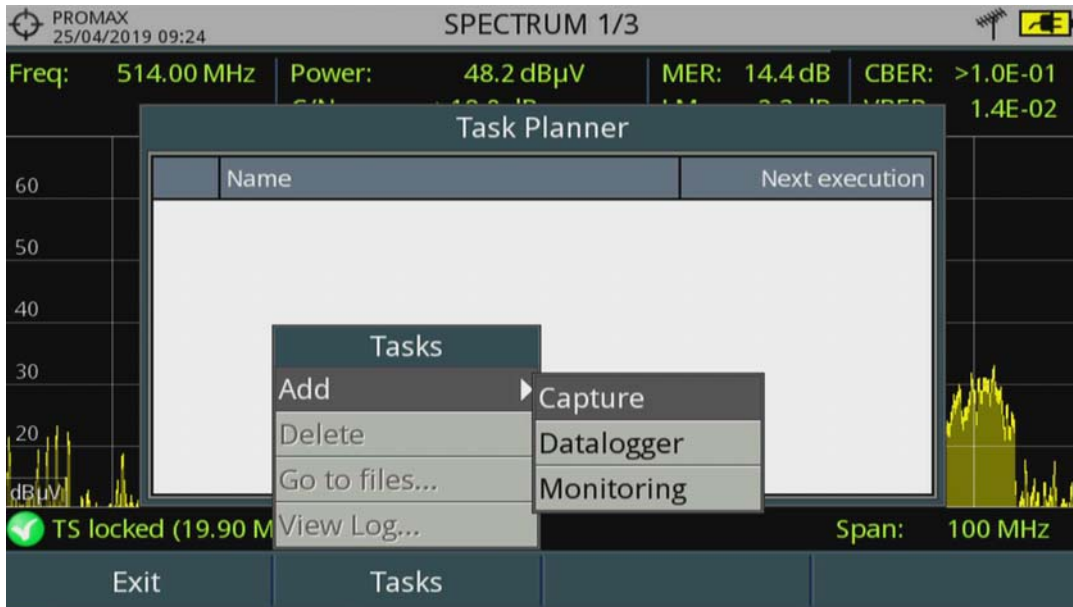 PROMAX
25/04/2019 09:24
SPECTRUM 1/3
Freq: 514.00 MHz Power: 48.2 dBµV MER: 14.4 dB CBER: >1.0E-01
1.4E-02
Task Planner
Name Next execution
60
50
40
30
20
dBµV
Tasks
Add
Delete
Go to files...
View Log...
Capture
Datalogger
Monitoring
TS locked (19.90 M
Span: 100 MHz
Exit Tasks